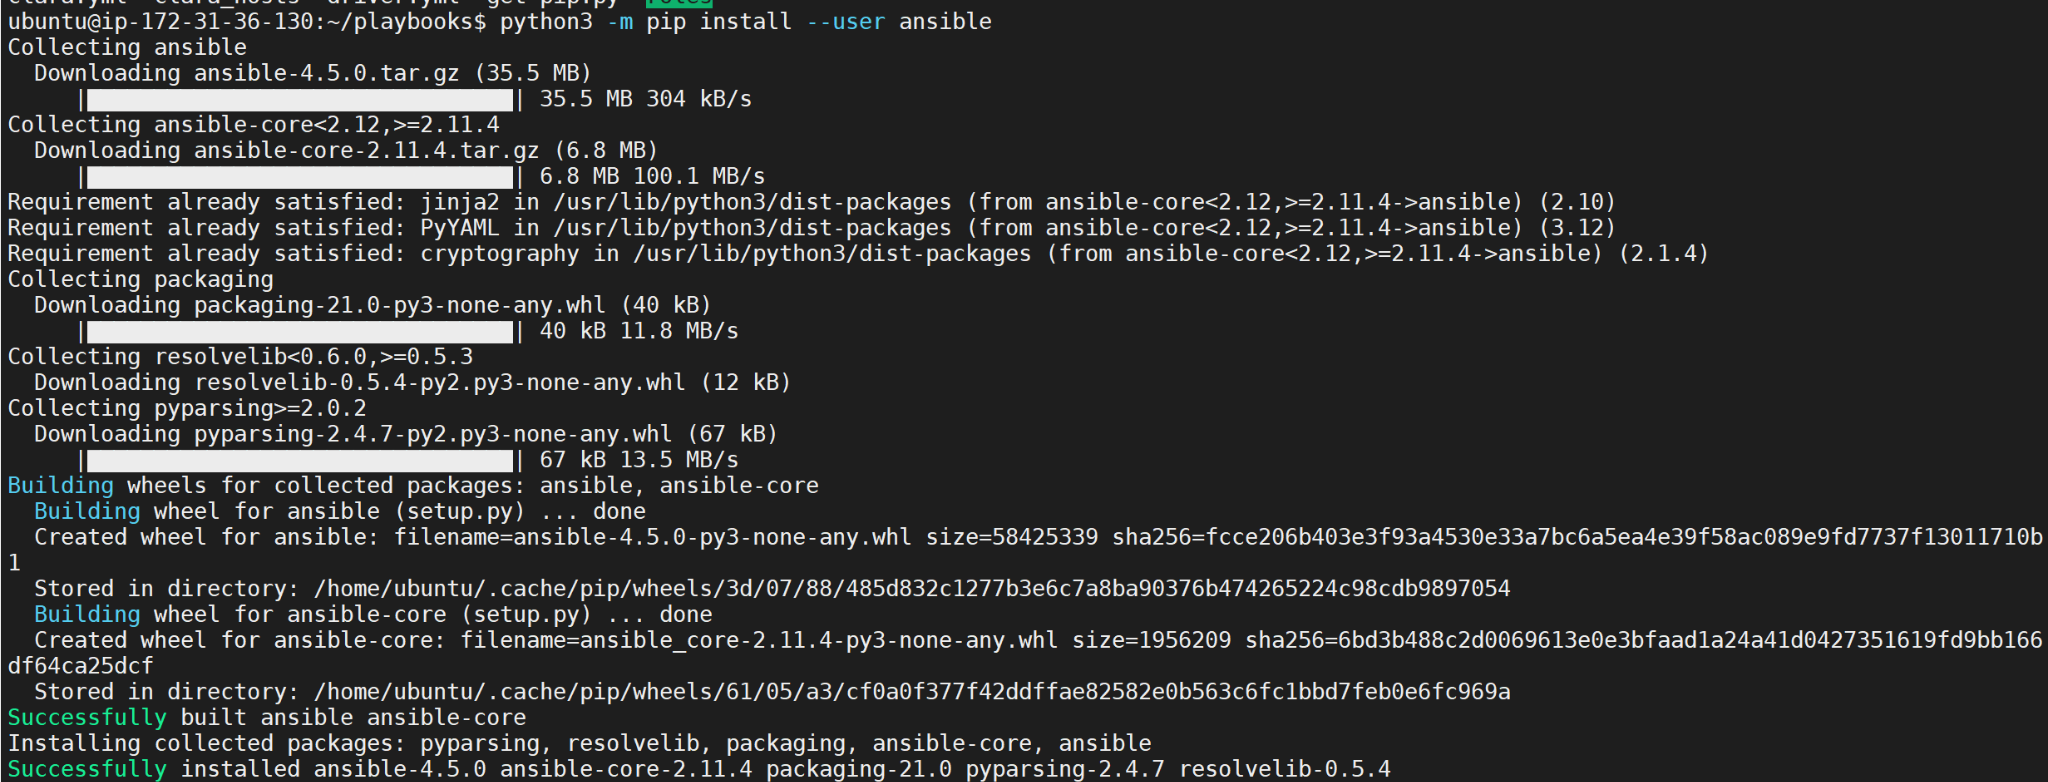 ubuntu@ip-172-31-36-130:~/playbooks$ python3 -m pip install --user ansible
Collecting ansible
Downloading ansible-4.5.0.tar.gz (35.5 MB)
|████████████████████████████████| 35.5 MB 304 kB/s
Collecting ansible-core<2.12,>=2.11.4
Downloading ansible-core-2.11.4.tar.gz (6.8 MB)
|████████████████████████████████| 6.8 MB 100.1 MB/s
Requirement already satisfied: jinja2 in /usr/lib/python3/dist-packages (from ansible-core<2.12,>=2.11.4->ansible) (2.10)
Requirement already satisfied: PyYAML in /usr/lib/python3/dist-packages (from ansible-core<2.12,>=2.11.4->ansible) (3.12)
Requirement already satisfied: cryptography in /usr/lib/python3/dist-packages (from ansible-core<2.12,>=2.11.4->ansible) (2.1.4)
Collecting packaging
Downloading packaging-21.0-py3-none-any.whl (40 kB)
|████████████████████████████████| 40 kB 11.8 MB/s
Collecting resolvelib<0.6.0,>=0.5.3
Downloading resolvelib-0.5.4-py2.py3-none-any.whl (12 kB)
Collecting pyparsing>=2.0.2
Downloading pyparsing-2.4.7-py2.py3-none-any.whl (67 kB)
|████████████████████████████████| 67 kB 13.5 MB/s
Building wheels for collected packages: ansible, ansible-core
Building wheel for ansible (setup.py) ... done
Created wheel for ansible: filename=ansible-4.5.0-py3-none-any.whl size=58425339 sha256=fcce206b403e3f93a4530e33a7bc6a5ea4e39f58ac089e9fd7737f13011710b
1
Stored in directory: /home/ubuntu/.cache/pip/wheels/3d/07/88/485d832c1277b3e6c7a8ba90376b474265224c98cdb9897054
Building wheel for ansible-core (setup.py) ... done
Created wheel for ansible-core: filename=ansible_core-2.11.4-py3-none-any.whl size=1956209 sha256=6bd3b488c2d0069613e0e3bfaad1a24a41d0427351619fd9bb166
df64ca25dcf
Stored in directory: /home/ubuntu/.cache/pip/wheels/61/05/a3/cf0a0f377f42ddffae82582e0b563c6fc1bbd7feb0e6fc969a
Successfully built ansible ansible-core
Installing collected packages: pyparsing, resolvelib, packaging, ansible-core, ansible
Successfully installed ansible-4.5.0 ansible-core-2.11.4 packaging-21.0 pyparsing-2.4.7 resolvelib-0.5.4